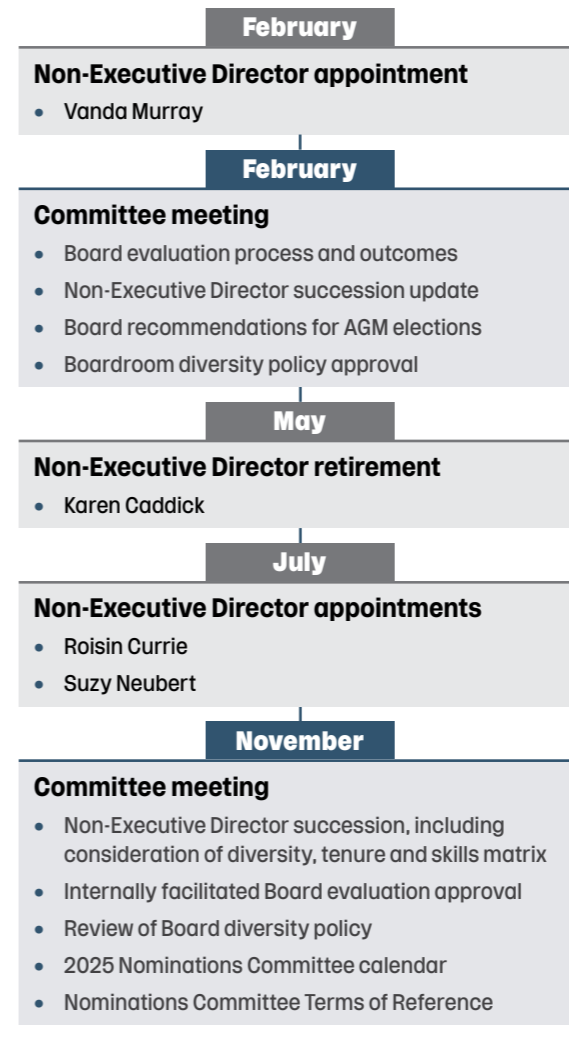 February
Non-Executive Director appointment
• Vanda Murray
February
Committee meeting
• Board evaluation process and outcomes
• Non-Executive Director succession update
• Board recommendations for AGM elections
• Boardroom diversity policy approval
May
Non-Executive Director retirement
• Karen Caddick
July
Non-Executive Director appointments
• Roisin Currie
• Suzy Neubert
November
Committee meeting
• Non-Executive Director succession, including
consideration of diversity, tenure and skills matrix
• Internally facilitated Board evaluation approval
• Review of Board diversity policy
• 2025 Nominations Committee calendar
• Nominations Committee Terms of Reference